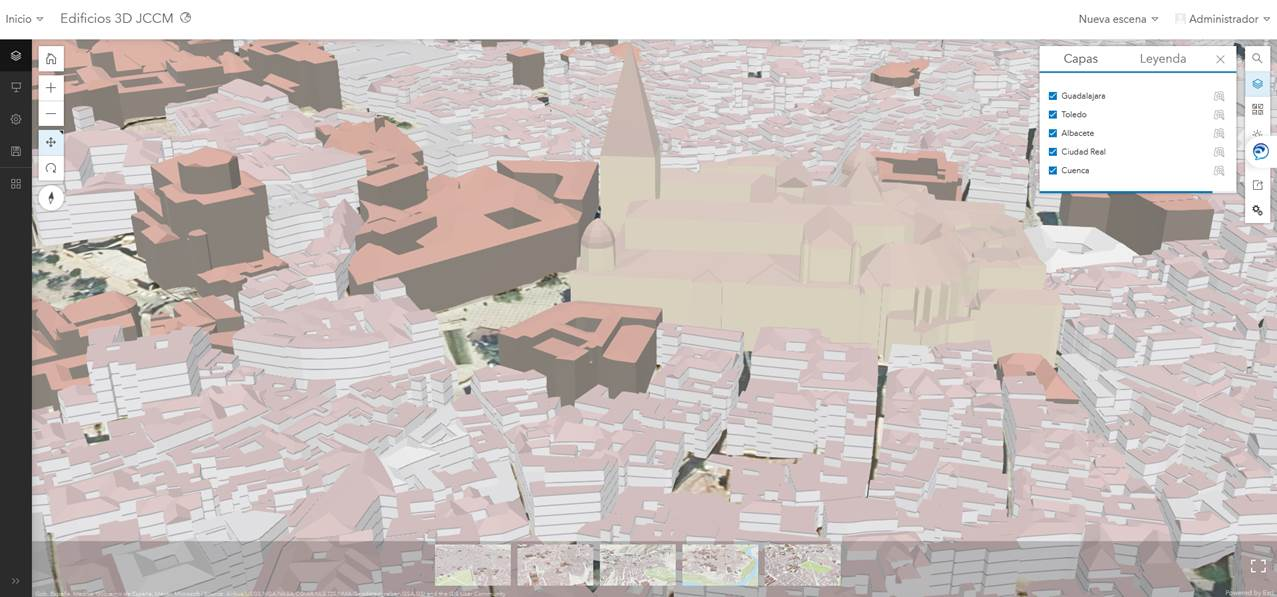 Inicio
Edificios 3D JCCM
Nueva escena
Administrador
Capas
Leyenda
Guadalajara
Toledo
Albacete
Ciudad Real
Cuenca
Powered by Esri